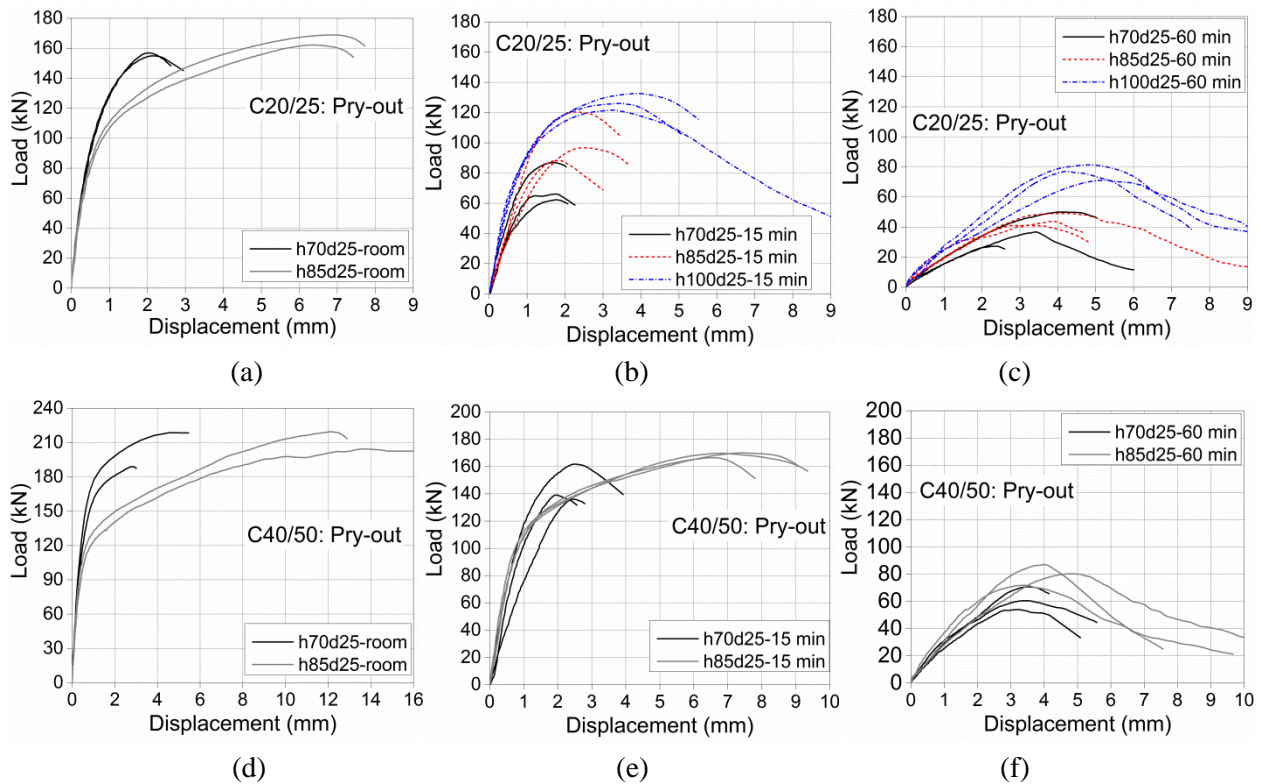 180
160
140
120
100
80
60
40
20
0
Load (kN)
C20/25: Pry-out
h70d25-room
h85d25-room
0 1 2 3 4 5 6 7 8 9
Displacement (mm)
(a)
180
160
140
120
100
80
60
40
20
0
Load (kN)
C20/25: Pry-out
h70d25-15 min
h85d25-15 min
h100d25-15 min
0 1 2 3 4 5 6 7 8 9
Displacement (mm)
(b)
180
160
140
120
100
80
60
40
20
0
Load (kN)
h70d25-60 min
h85d25-60 min
h100d25-60 min
C20/25: Pry-out
0 1 2 3 4 5 6 7 8 9
Displacement (mm)
(c)
240
210
180
150
120
90
60
30
0
Load (kN)
C40/50: Pry-out
h70d25-room
h85d25-room
0 2 4 6 8 10 12 14 16
Displacement (mm)
(d)
200
180
160
140
120
100
80
60
40
20
0
Load (kN)
C40/50: Pry-out
h70d25-15 min
h85d25-15 min
0 1 2 3 4 5 6 7 8 9 10
Displacement (mm)
(e)
200
180
160
140
120
100
80
60
40
20
0
Load (kN)
h70d25-60 min
h85d25-60 min
C40/50: Pry-out
0 1 2 3 4 5 6 7 8 9 10
Displacement (mm)
(f)